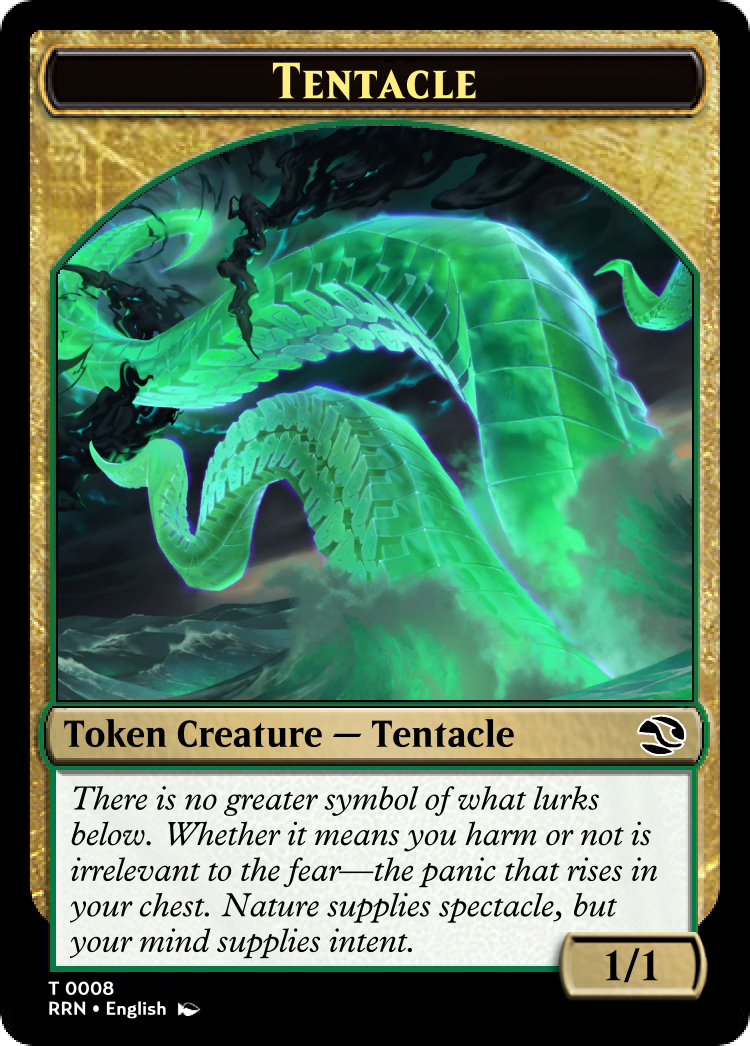 Tentacle
Token Creature — Tentacle
There is no greater symbol of what lurks
below. Whether it means you harm or not is
irrelevant to the fear—the panic that rises in
your chest. Nature supplies spectacle, but
your mind supplies intent.
1/1
T 0008
RRN • English